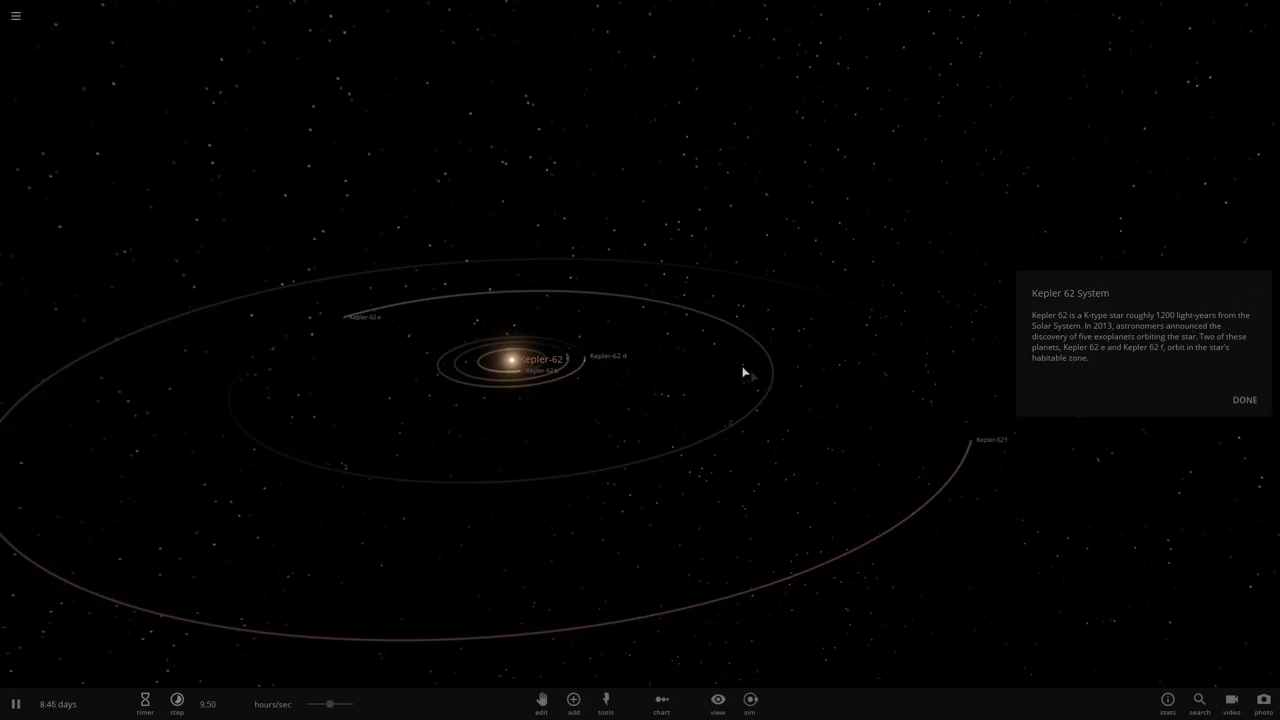 Kepler-62 e
Kepler-62
Kepler-62 d
Kepler-62 f
Kepler 62 System
Kepler 62 is a K-type star roughly 1200 light-years from the
Solar System. In 2013, astronomers announced the
discovery of five exoplanets orbiting the star. Two of these
planets, Kepler 62 e and Kepler 62 f, orbit in the star's
habitable zone.
DONE
8.46 days
timer
step
9.50
hours/sec
edit
add
tools
chart
view
sim
stats
search
video
photo